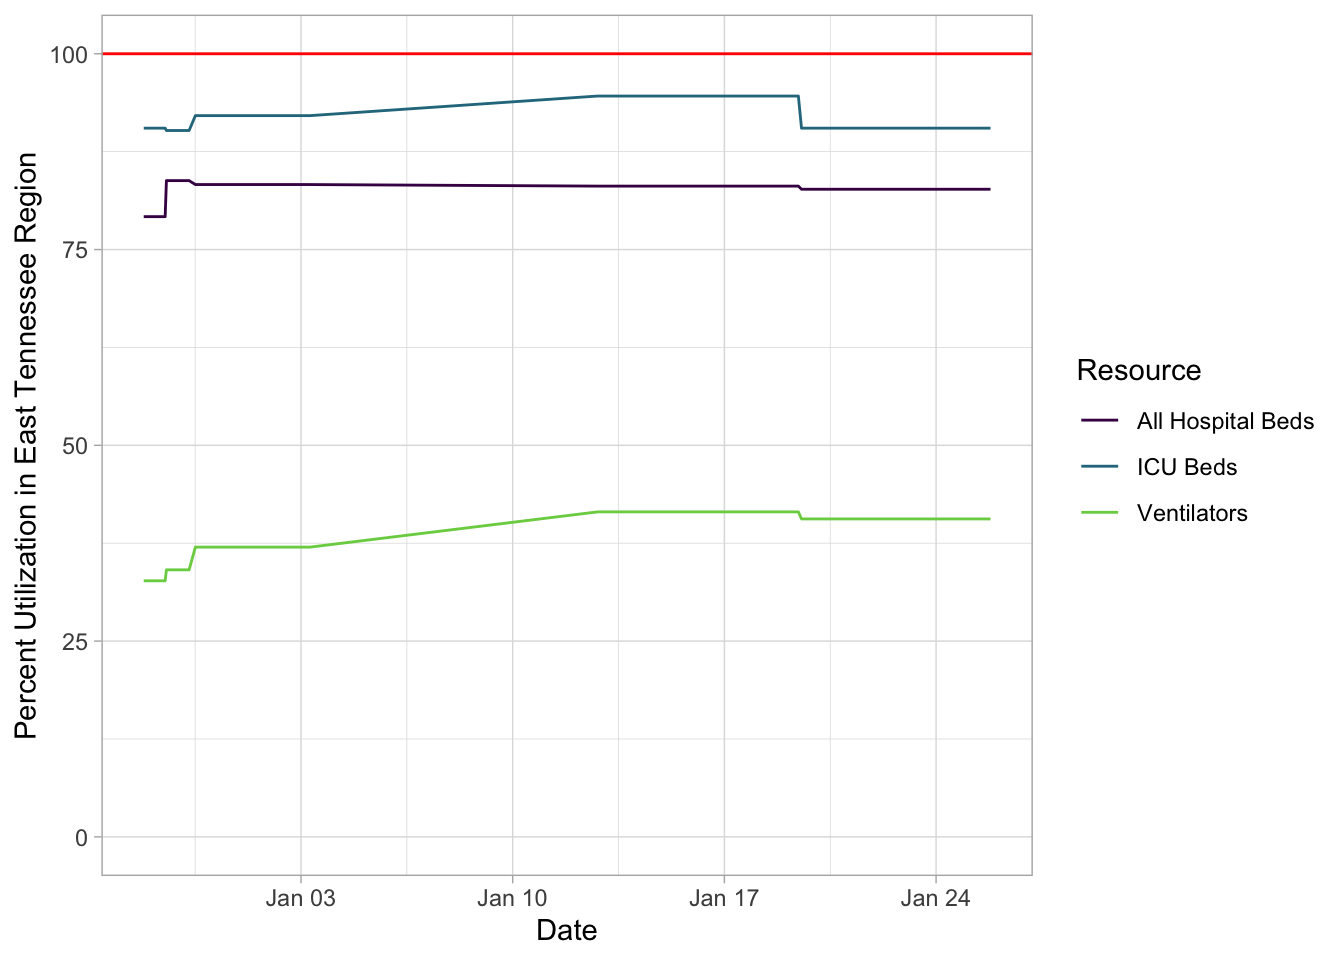 Percent Utilization in East Tennessee Region
100
75
50
25
0
Jan 03
Jan 10
Jan 17
Jan 24
Date
Resource
All Hospital Beds
ICU Beds
Ventilators